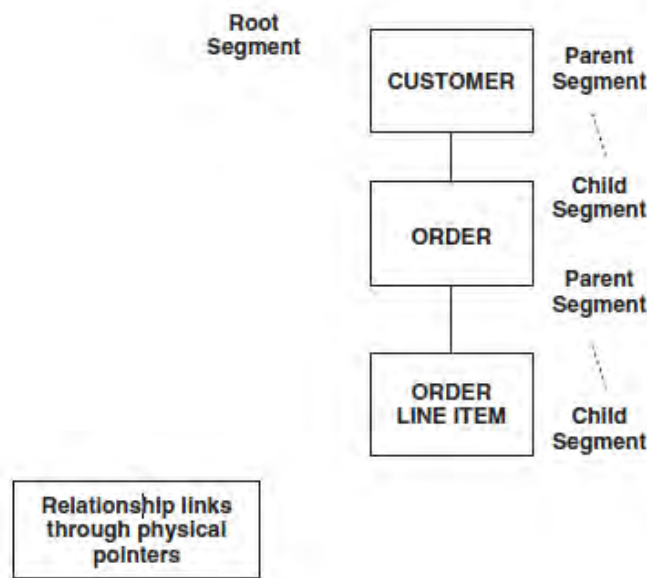 Root
Segment
CUSTOMER
Parent
Segment
Child
Segment
ORDER
Parent
Segment
ORDER
LINE ITEM
Child
Segment
Relationship links
through physical
pointers